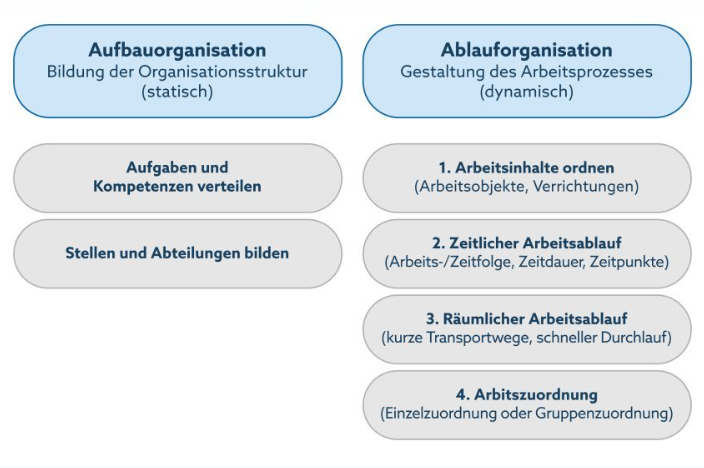 Aufbauorganisation
Bildung der Organisationsstruktur
(statisch)
Aufgaben und
Kompetenzen verteilen
Stellen und Abteilungen bilden
Ablauforganisation
Gestaltung des Arbeitsprozesses
(dynamisch)
1. Arbeitsinhalte ordnen
(Arbeitsobjekte, Verrichtungen)
2. Zeitlicher Arbeitsablauf
(Arbeits-/Zeitfolge, Zeitdauer, Zeitpunkte)
3. Räumlicher Arbeitsablauf
(kurze Transportwege, schneller Durchlauf)
4. Arbitszuordnung
(Einzelzuordnung oder Gruppenzuordnung)